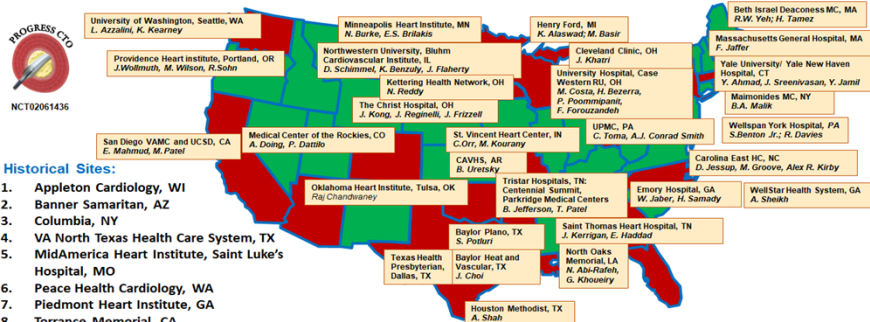 PROGRESS CTO
NCT02061436
University of Washington, Seattle, WA
L. Azzalini, K. Kearney
Providence Heart institute, Portland, OR
J.Wollmuth, M. Wilson, R.Sohn
Minneapolis Heart Institute, MN
N. Burke, E.S. Brilakis
Northwestern University, Bluhm
Cardiovascular Institute, IL
D. Schimmel, K. Benzuly, J. Flaherty
Kettering Health Network, OH
N. Reddy
The Christ Hospital, OH
J. Kong, J. Reginelli, J. Frizzell
Henry Ford, MI
K. Alaswad; M. Basir
Cleveland Clinic, OH
J. Khatri
University Hospital, Case
Western RU, OH
M. Costa, H. Bezerra,
P. Poommipanit,
F. Forouzandeh
Beth Israel Deaconess MC, MA
R.W. Yeh; H. Tamez
Massachusetts General Hospital, MA
F. Jaffer
Yale University/ Yale New Haven
Hospital, CT
Y. Ahmad, J. Sreenivasan, Y. Jamil
Maimonides MC, NY
B.A. Malik
UPMC, PA
C. Toma, A.J. Conrad Smith
Wellspan York Hospital, PA
S.Benton Jr.; R. Davies
San Diego VAMC and UCSD, CA
E. Mahmud, M. Patel
Medical Center of the Rockies, CO
A. Doing, P. Dattilo
St. Vincent Heart Center, IN
C.Orr, M. Kourany
CAVHS, AR
B. Uretsky
Carolina East HC, NC
D. Jessup, M. Groove, Alex R. Kirby
Oklahoma Heart Institute, Tulsa, OK
Raj Chandwaney
Tristar Hospitals, TN:
Centennial Summit,
Parkridge Medical Centers
B. Jefferson, T. Patel
Emory Hospital, GA
W. Jaber, H. Samady
WellStar Health System, GA
A. Sheikh
Saint Thomas Heart Hospital, TN
J. Kerrigan, E. Haddad
Baylor Plano, TX
S. Potluri
Texas Health
Presbyterian,
Dallas, TX
Baylor Heat and
Vascular, TX
J. Choi
North Oaks
Memorial, LA
N. Abi-Rafeh,
G. Khoueiry
Houston Methodist, TX
A. Shah
Historical Sites:
1. Appleton Cardiology, WI
2. Banner Samaritan, AZ
3. Columbia, NY
4. VA North Texas Health Care System, TX
5. MidAmerica Heart Institute, Saint Luke's
Hospital, MO
6. Peace Health Cardiology, WA
7. Piedmont Heart Institute, GA
8. Torrance Memorial, CA